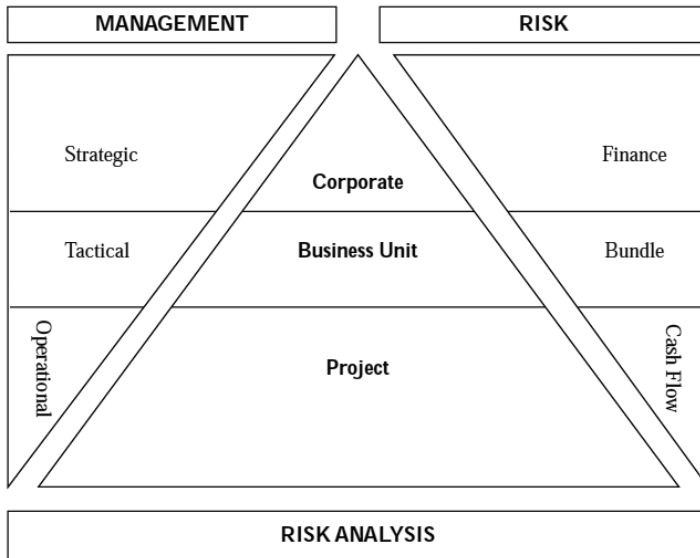 MANAGEMENT
RISK
Strategic
Finance
Corporate
Tactical
Business Unit
Bundle
Operational
Project
Cash Flow
RISK ANALYSIS